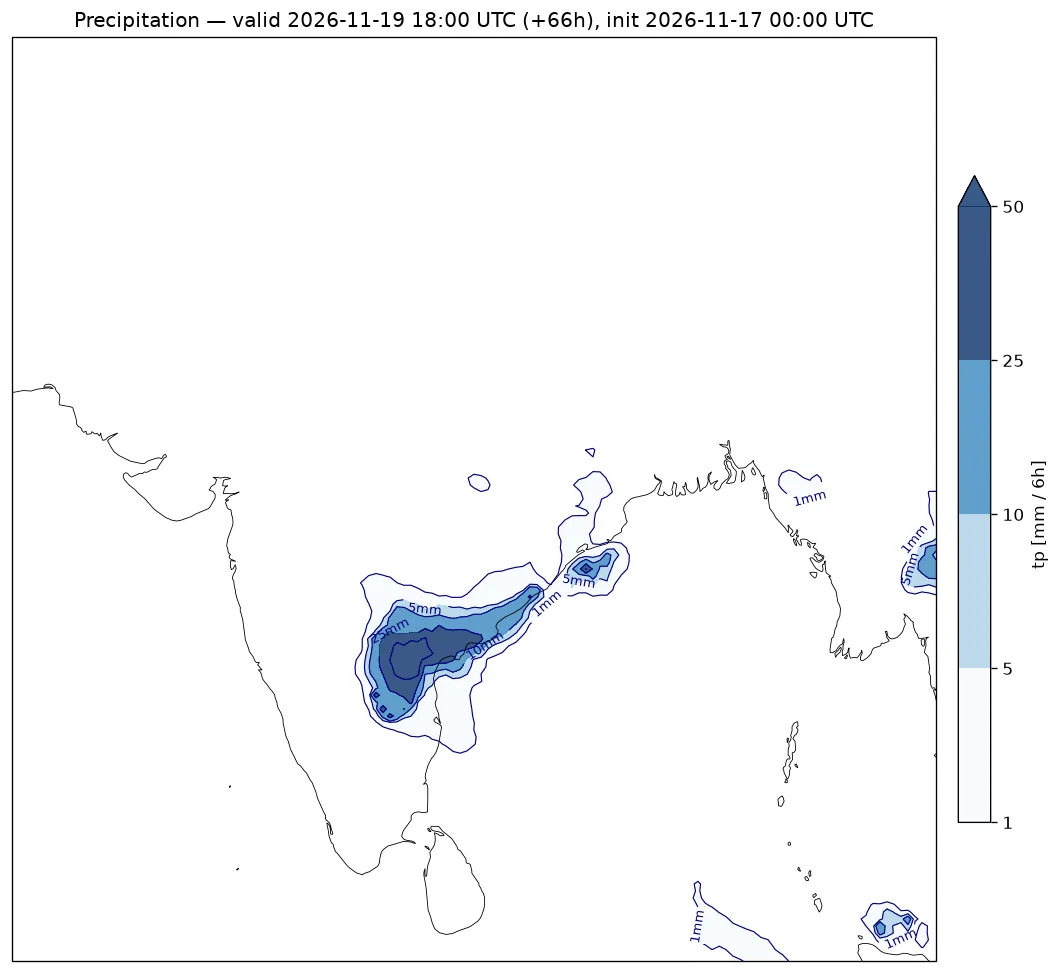 Precipitation — valid 2026-11-19 18:00 UTC (+66h), init 2026-11-17 00:00 UTC
50
25
10
5
1
tp [mm / 6h]
1mm
1mm
5mm
5mm
1mm
5mm
25mm
10mm
1mm
1mm